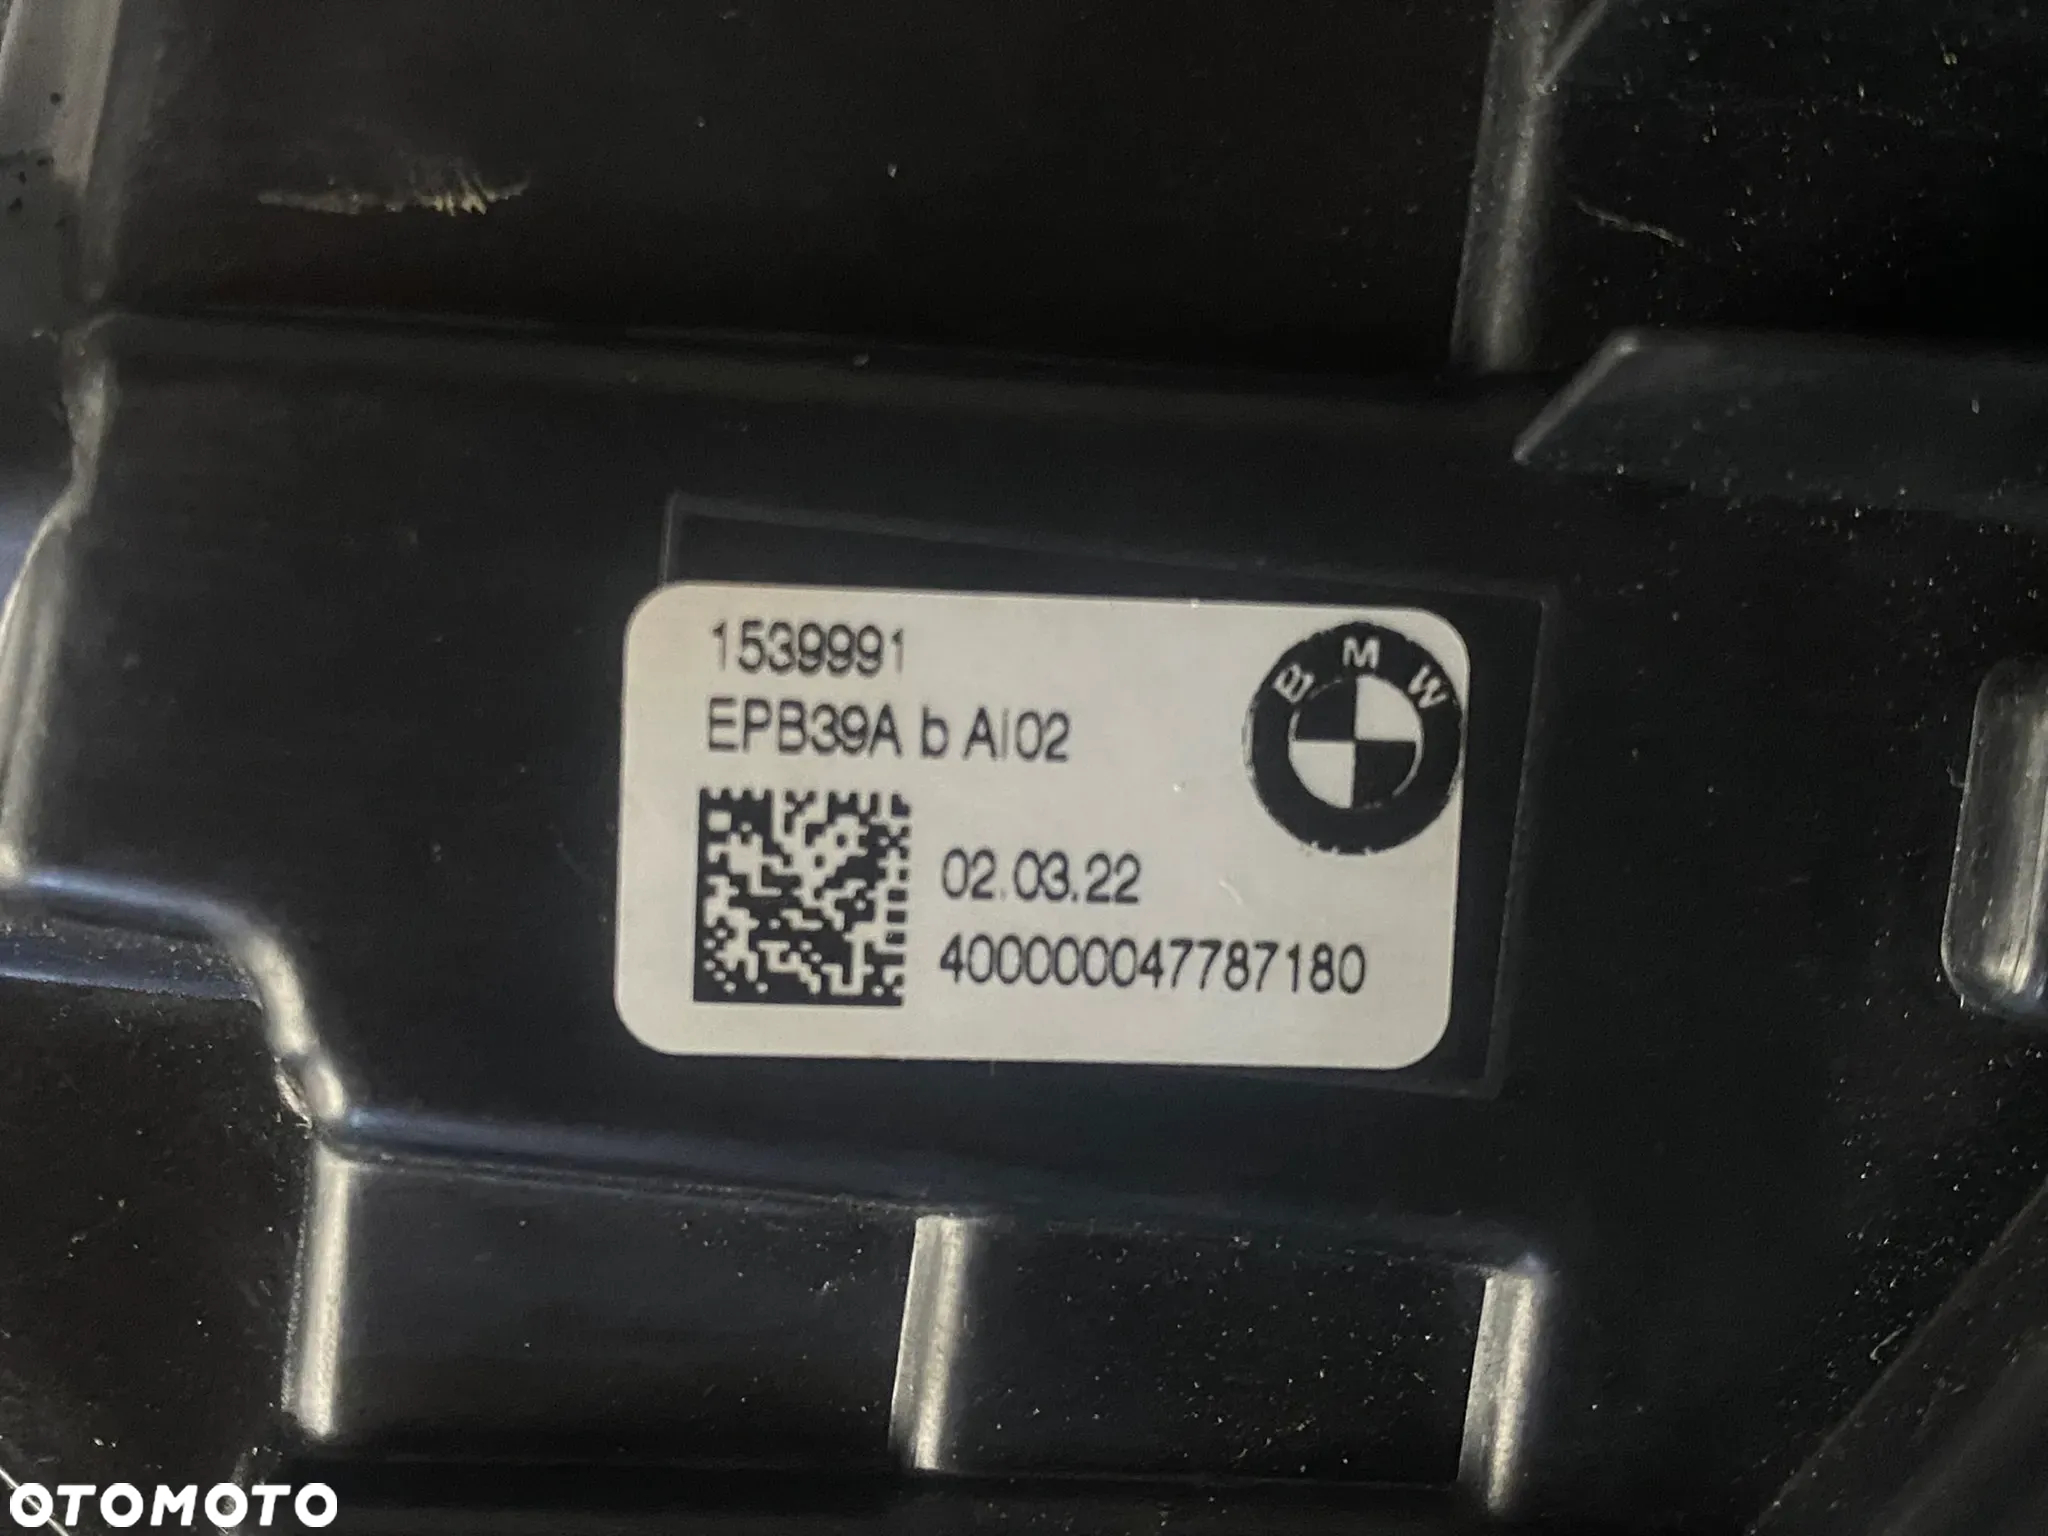 1539991
EPB39A b AI02
BMW
02.03.22
400000047787180
OTOMOTO